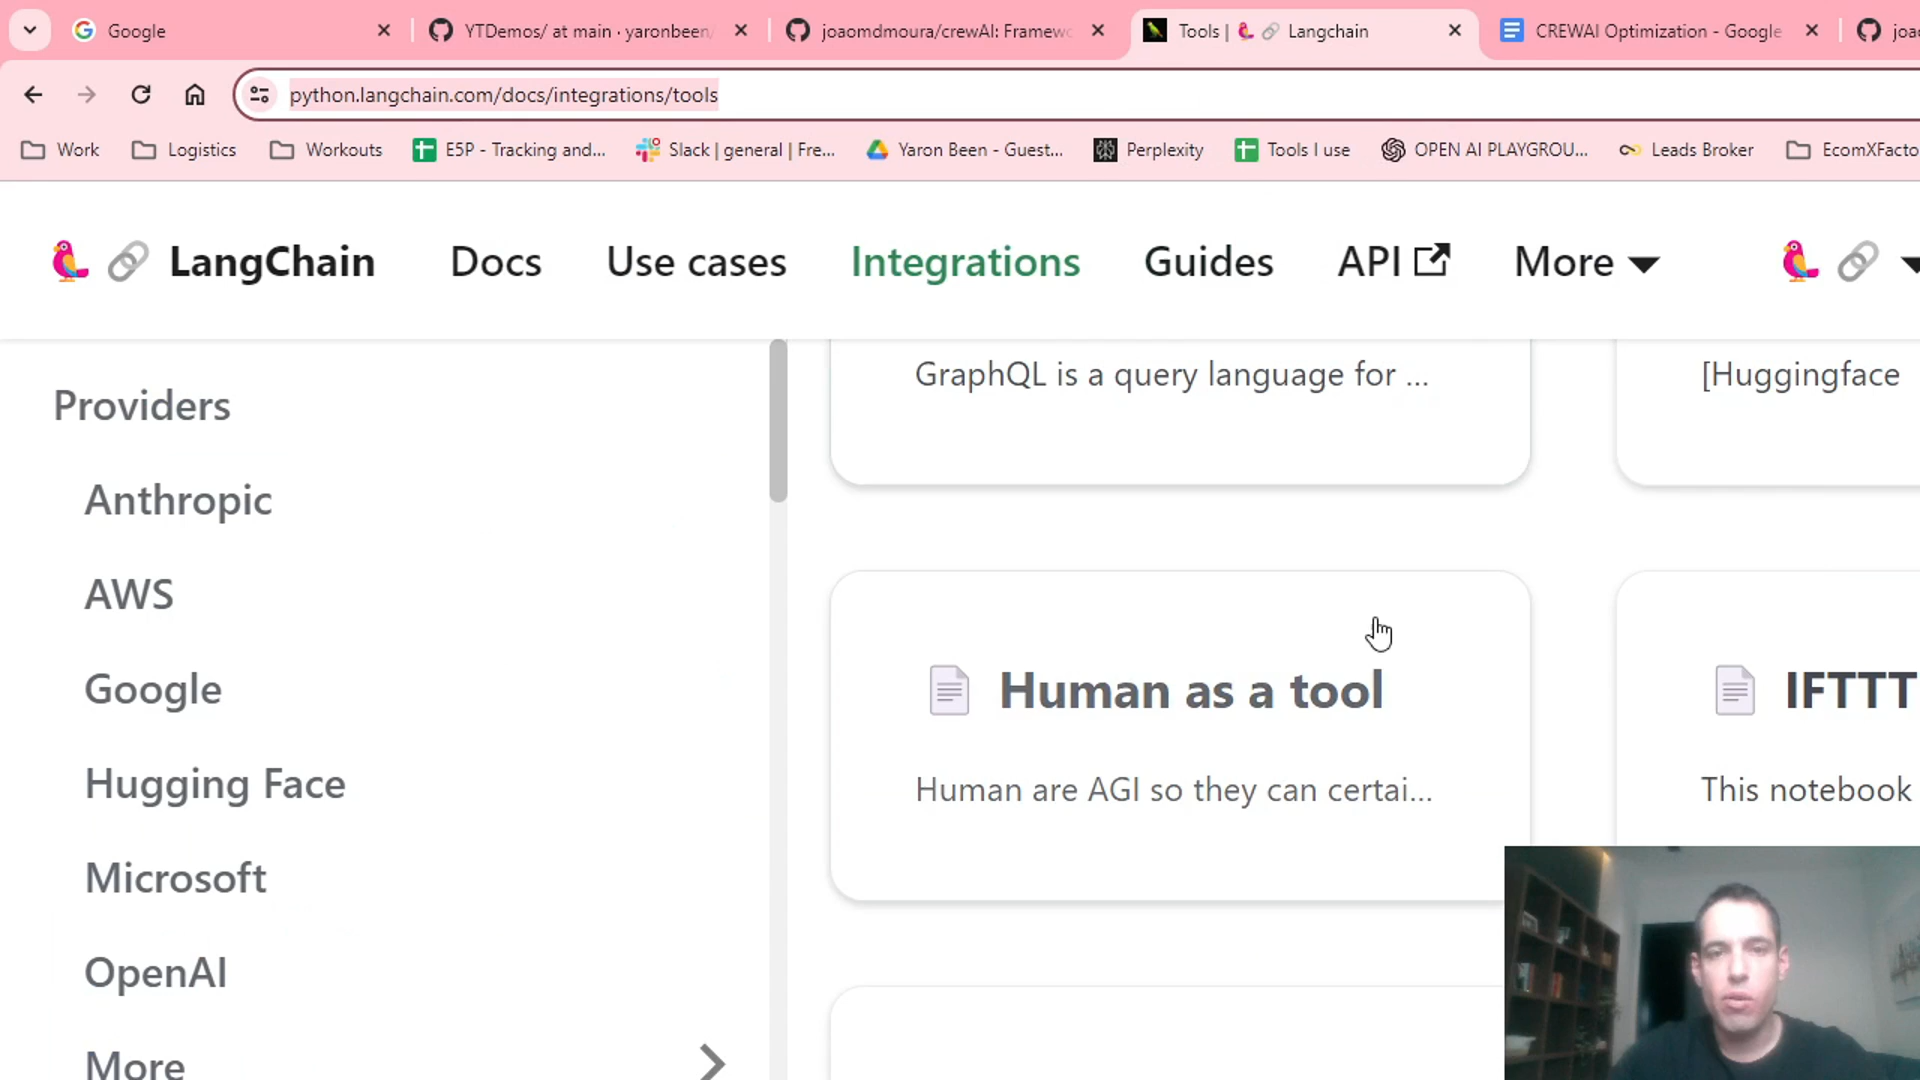 Google
YTDemos/ at main · yaronbeen/
joaomdmoura/crewAI: Framewo
Tools | Langchain
CREWAI Optimization - Google
joao
python.langchain.com/docs/integrations/tools
Work
Logistics
Workouts
E5P - Tracking and...
Slack | general | Fre...
Yaron Been - Guest...
Perplexity
Tools I use
OPEN AI PLAYGROU...
Leads Broker
EcomXFacto
LangChain
Docs
Use cases
Integrations
Guides
API
More
Providers
Anthropic
AWS
Google
Hugging Face
Microsoft
OpenAI
More
GraphQL is a query language for ...
[Huggingface
Human as a tool
Human are AGI so they can certai...
IFTTT
This notebook